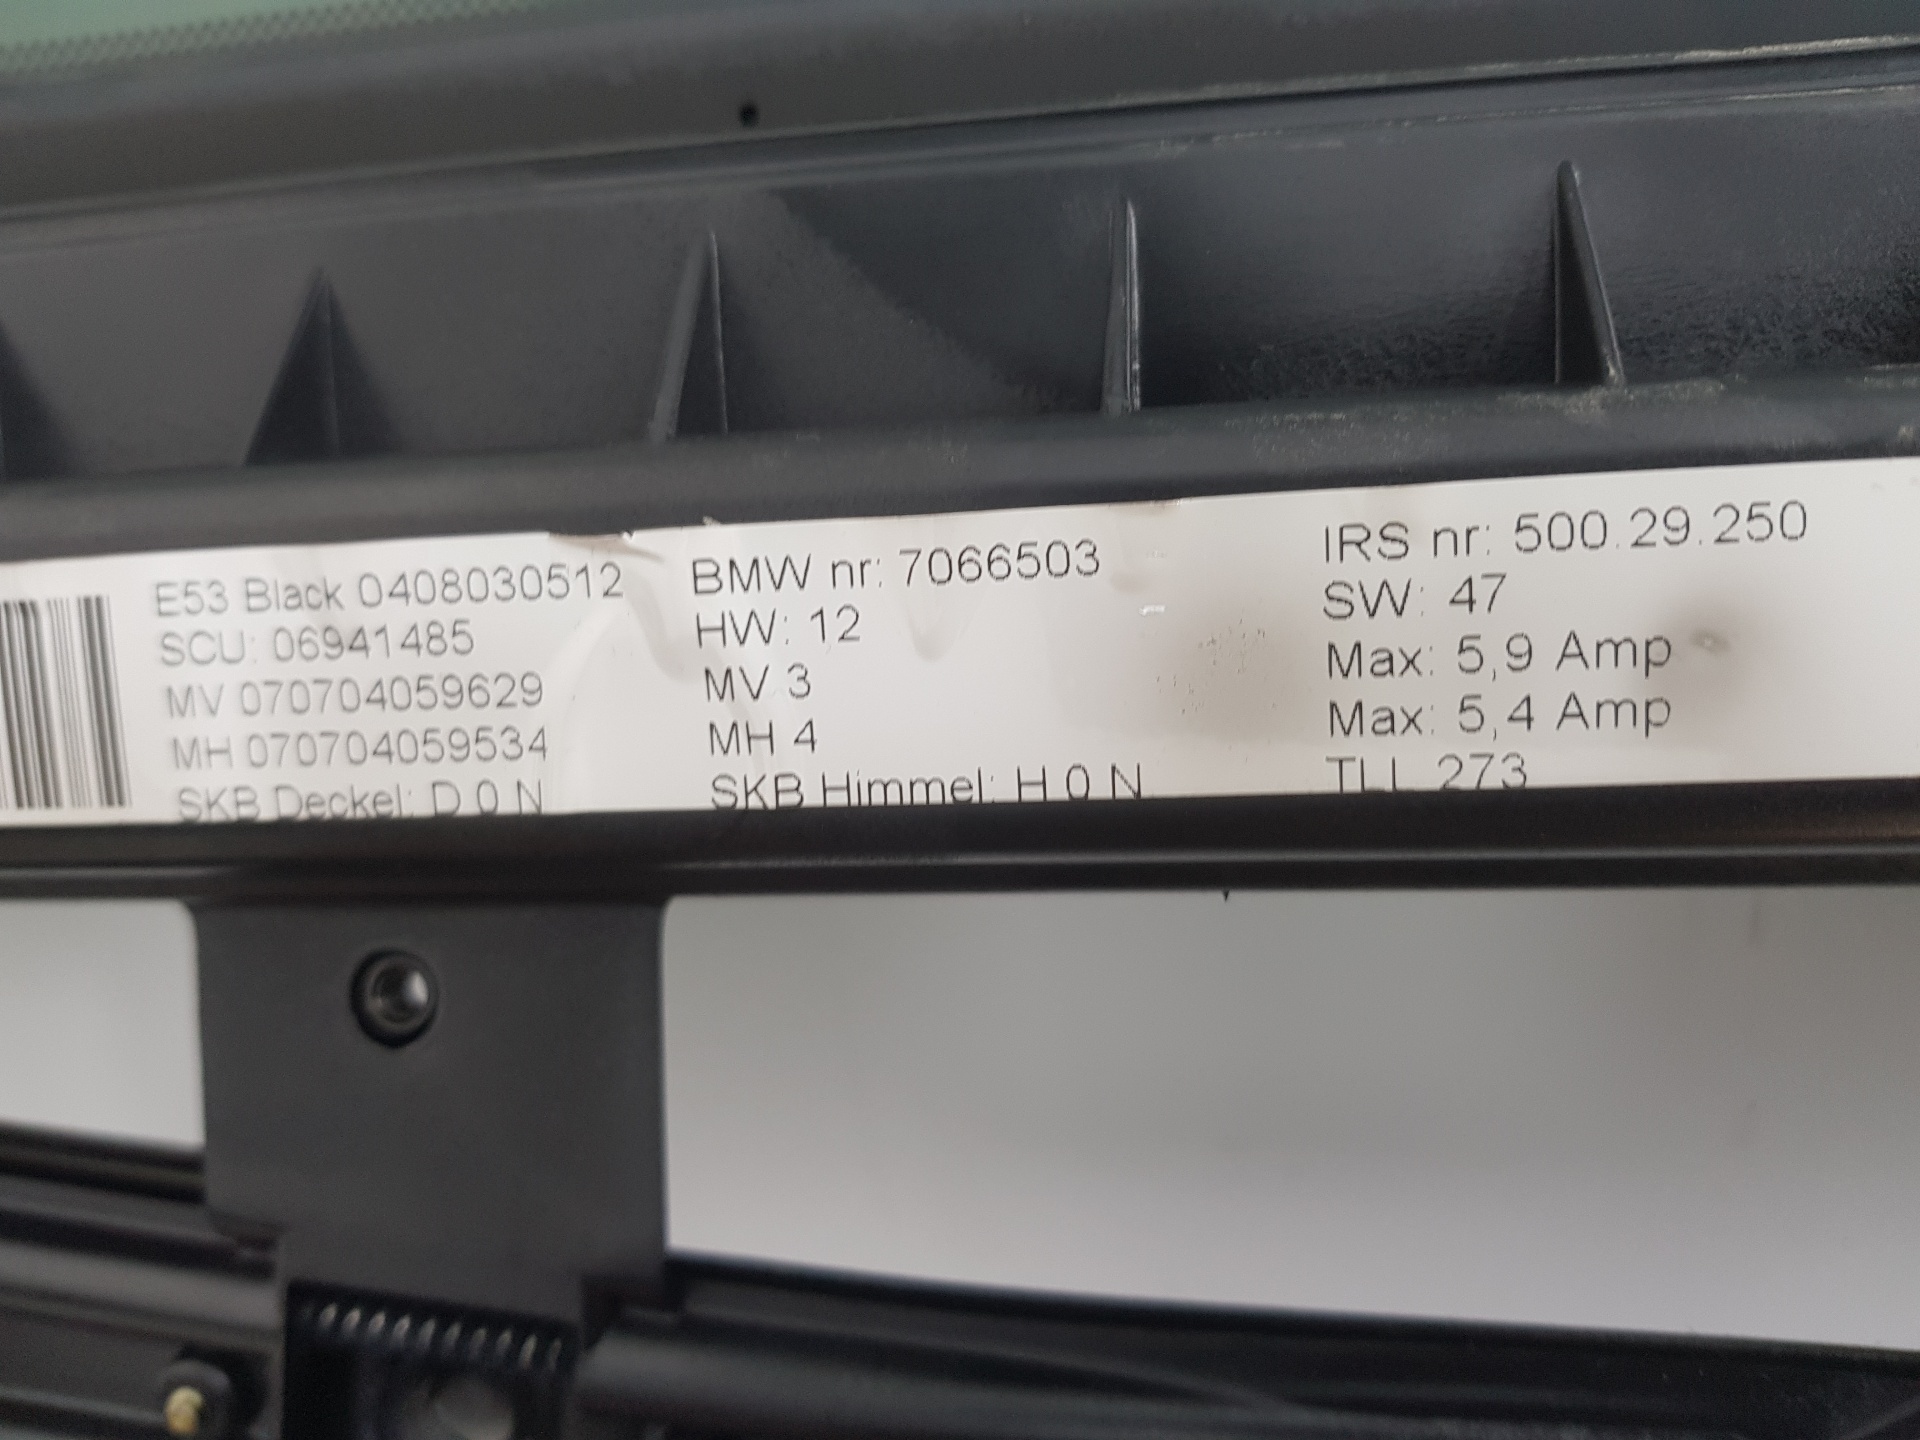 E53 Black 0408030512
SCU: 06941485
MV 070704059629
MH 070704059534
SKB Deckel: D 0 N
BMW nr: 7066503
HW: 12
MV 3
MH 4
SKB Himmel: H 0 N
IRS nr: 500.29.250
SW: 47
Max: 5,9 Amp
Max: 5,4 Amp
TLL 273